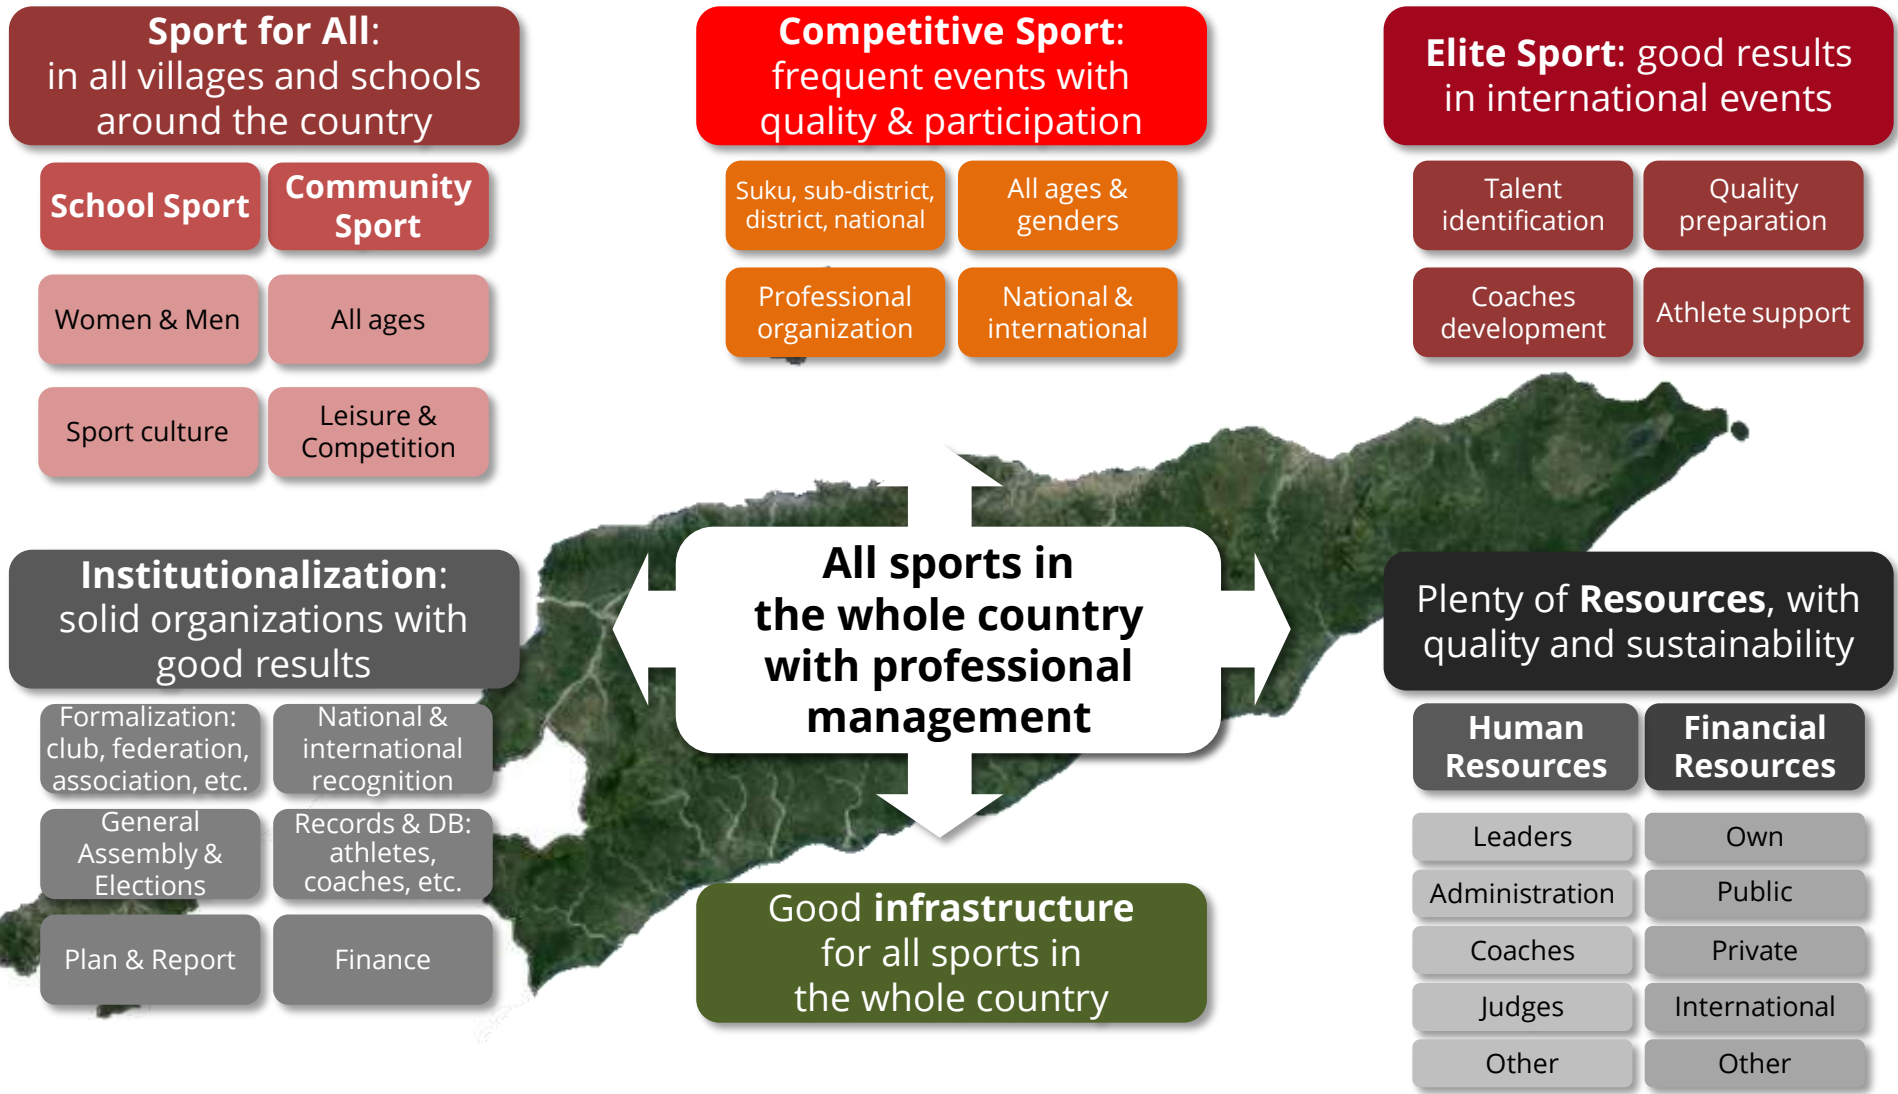 Sport for All:
in all villages and schools
around the country
School Sport
Community
Sport
Women & Men
All ages
Sport culture
Leisure &
Competition
Competitive Sport:
frequent events with
quality & participation
Suku, sub-district,
district, national
All ages &
genders
Professional
organization
National &
international
Elite Sport: good results
in international events
Talent
identification
Quality
preparation
Coaches
development
Athlete support
All sports in
the whole country
with professional
management
Institutionalization:
solid organizations with
good results
Formalization:
club, federation,
association, etc.
National &
international
recognition
General
Assembly &
Elections
Records & DB:
athletes,
coaches, etc.
Plan & Report
Finance
Good infrastructure
for all sports in
the whole country
Plenty of Resources, with
quality and sustainability
Human
Resources
Financial
Resources
Leaders
Own
Administration
Public
Coaches
Private
Judges
International
Other
Other